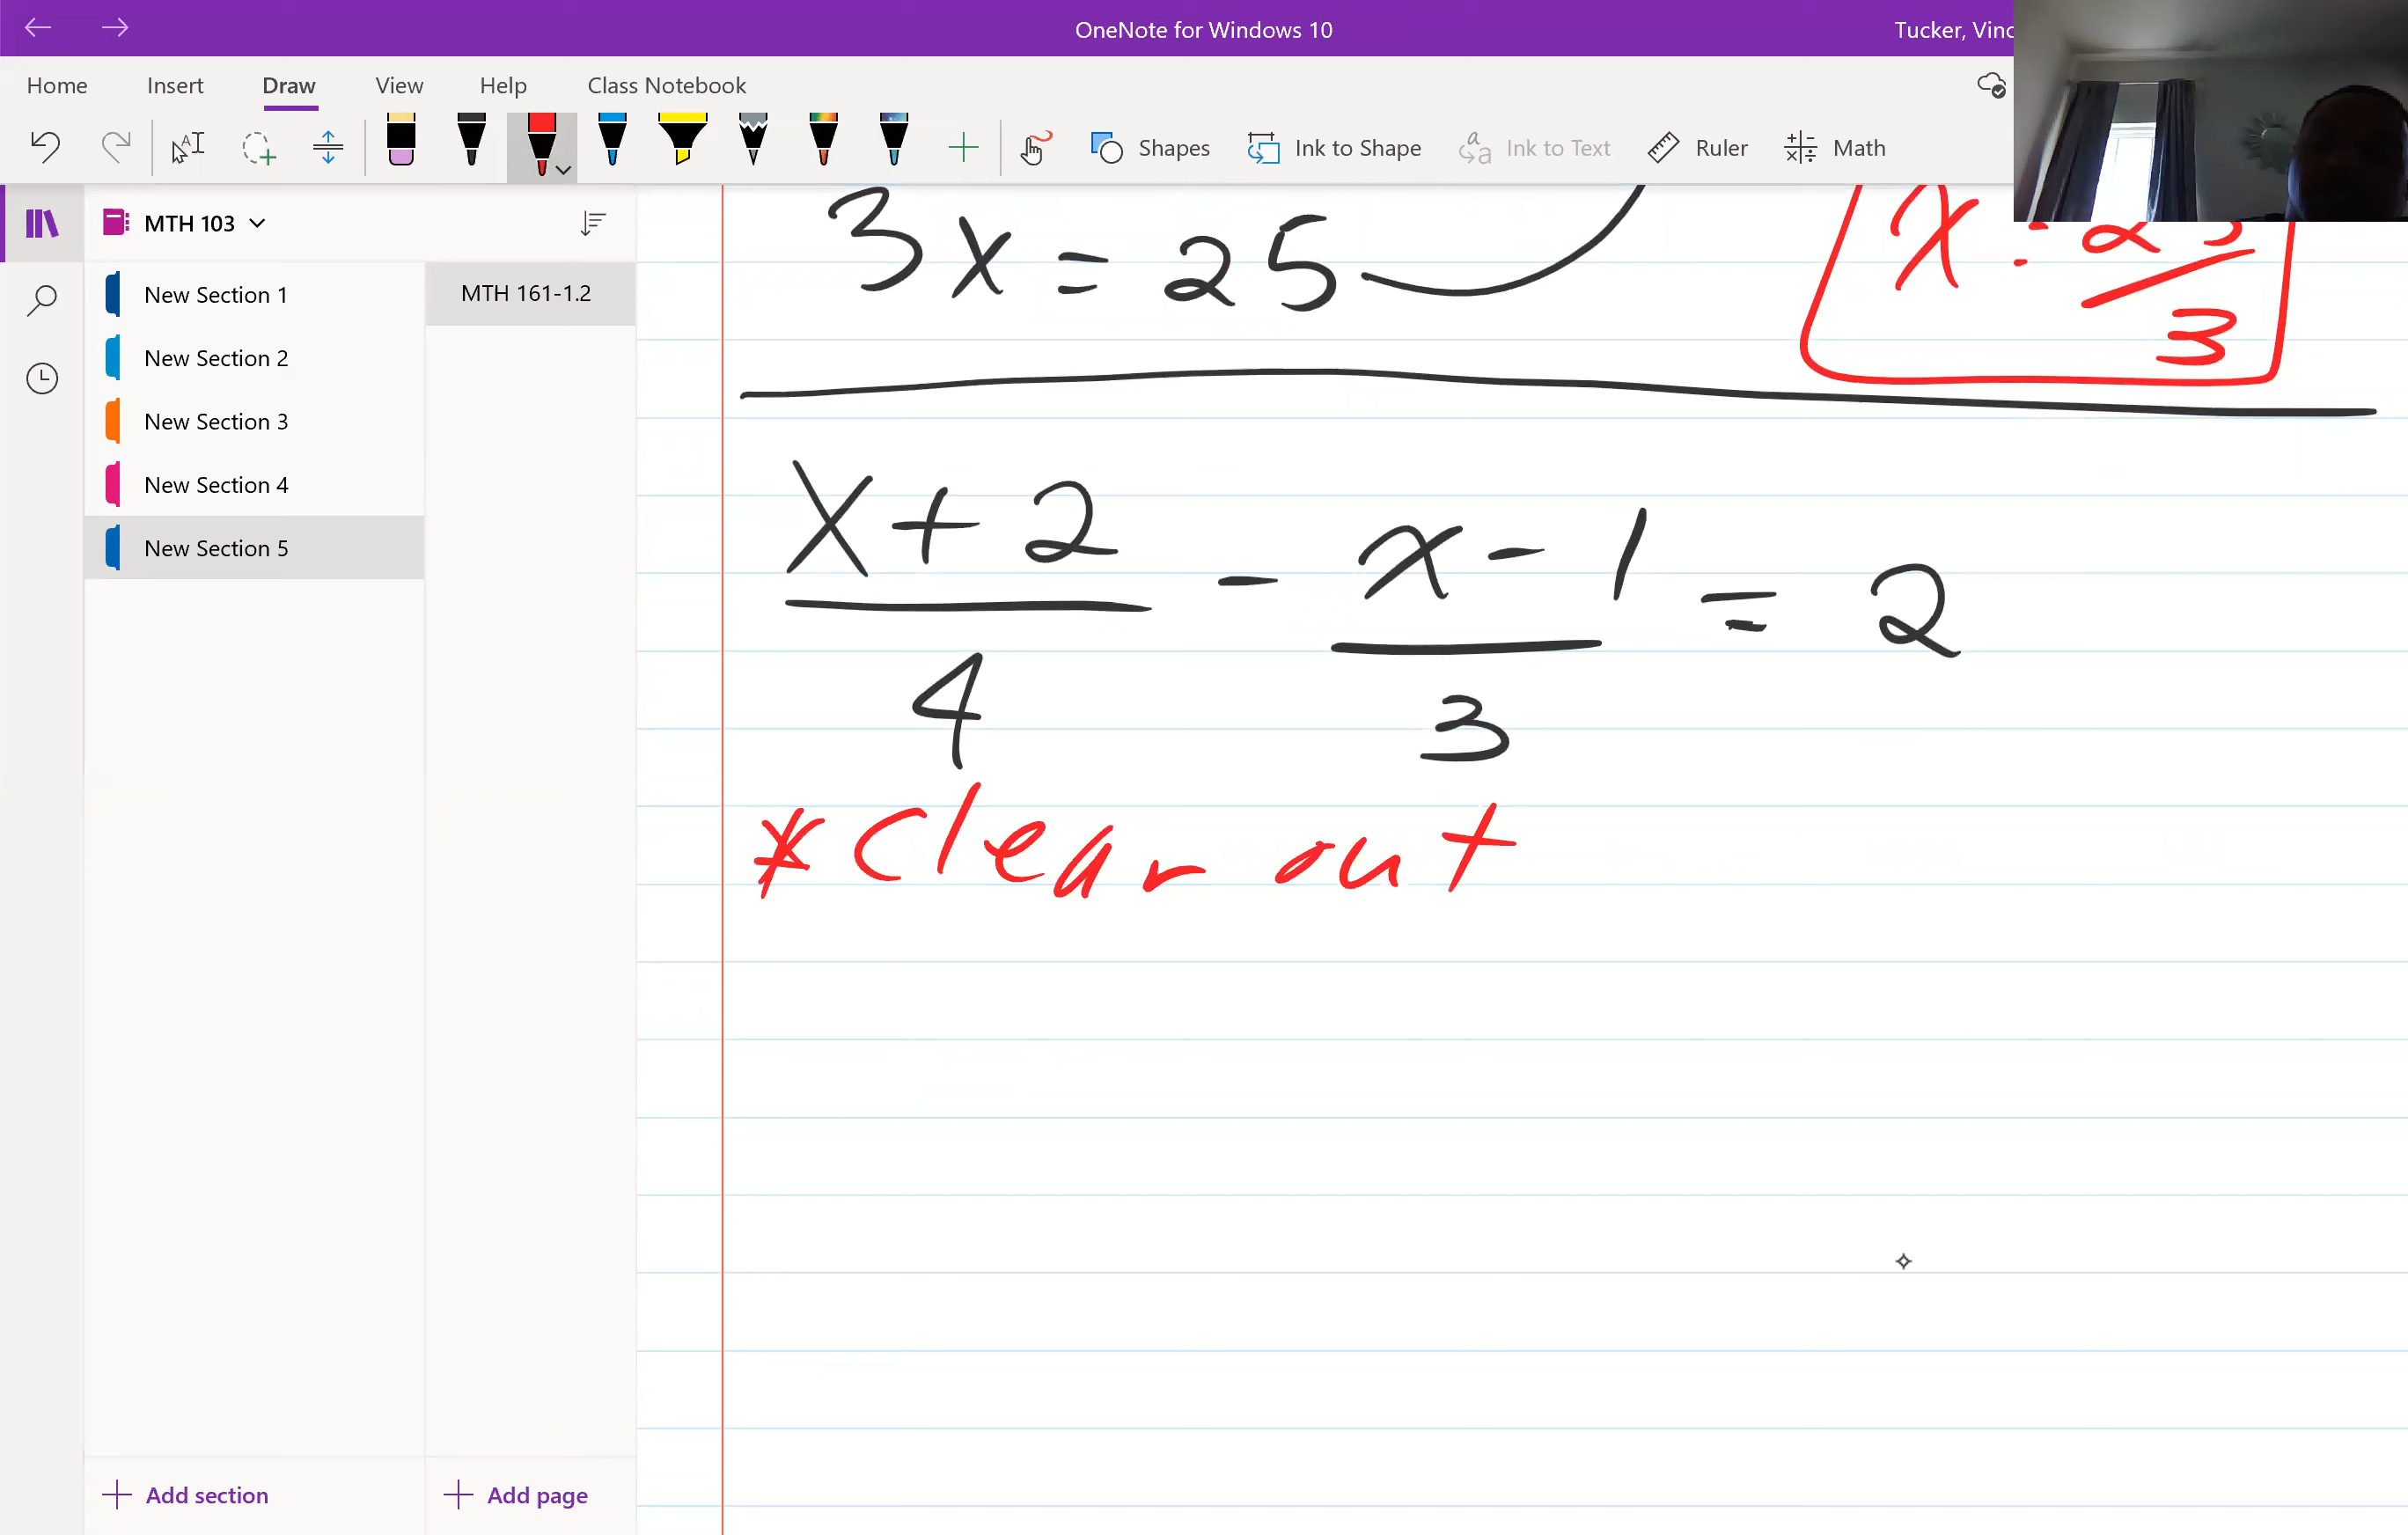 OneNote for Windows 10
Tucker, Vinc
Home Insert Draw View Help Class Notebook
Shapes Ink to Shape Ink to Text Ruler Math
MTH 103
New Section 1
New Section 2
New Section 3
New Section 4
New Section 5
MTH 161-1.2
3x = 25
x = 25/3
x + 2
4
- x - 1
3
= 2
* Clear out
Add section
Add page